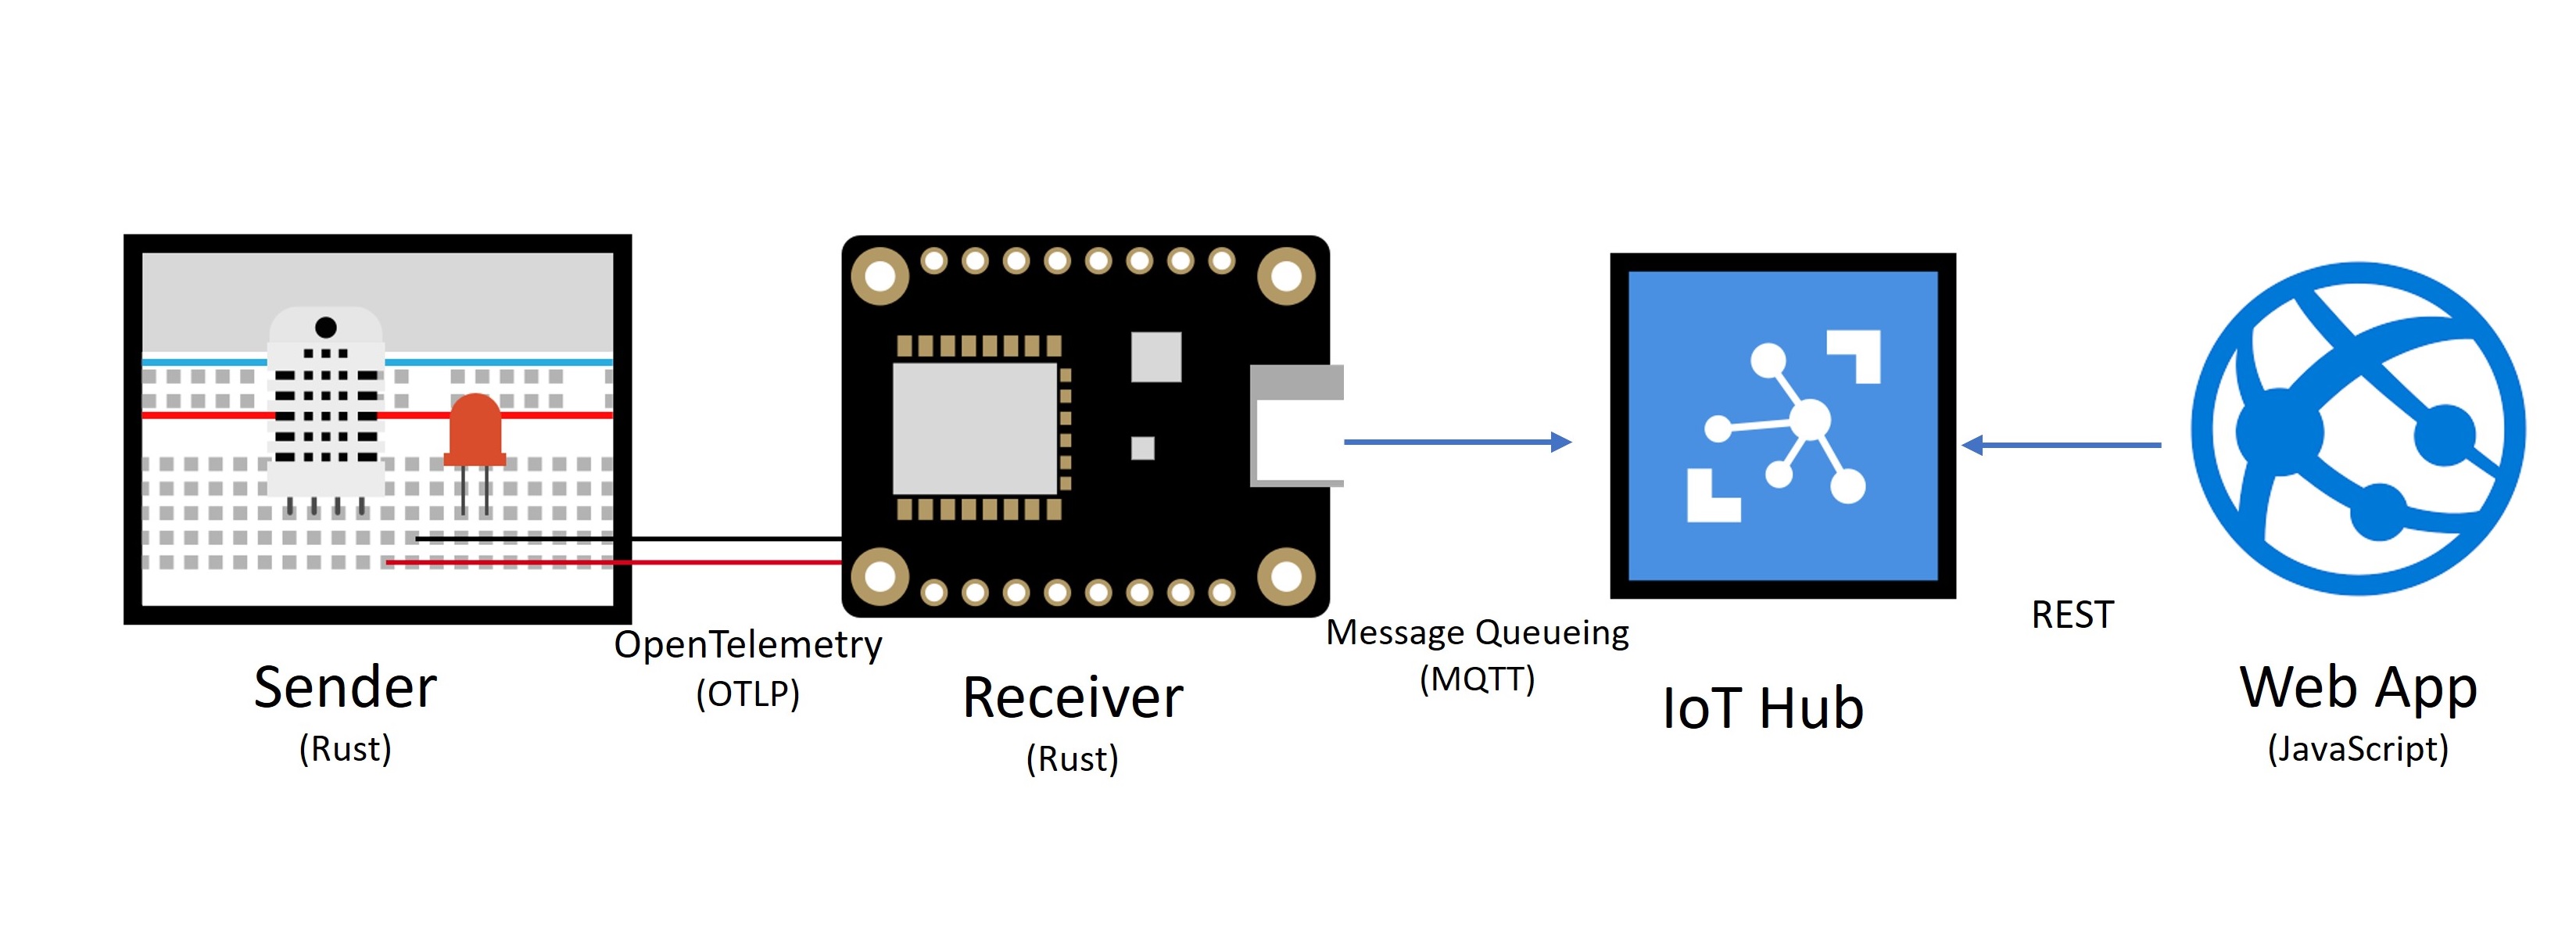 Sender
(Rust)
OpenTelemetry
(OTLP)
Receiver
(Rust)
Message Queueing
(MQTT)
IoT Hub
REST
Web App
(JavaScript)